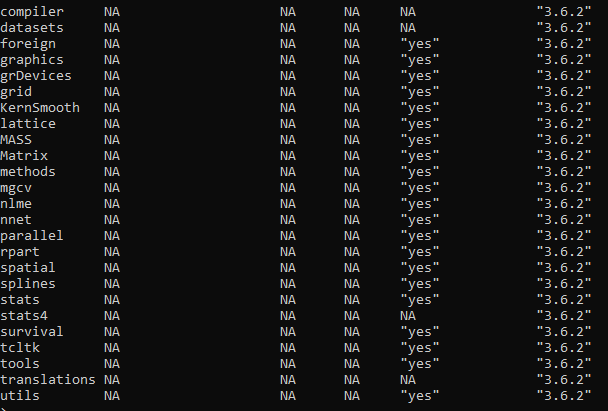 compiler NA NA NA NA "3.6.2"
datasets NA NA NA NA "3.6.2"
foreign NA NA NA "yes" "3.6.2"
graphics NA NA NA "yes" "3.6.2"
grDevices NA NA NA "yes" "3.6.2"
grid NA NA NA "yes" "3.6.2"
KernSmooth NA NA NA "yes" "3.6.2"
lattice NA NA NA "yes" "3.6.2"
MASS NA NA NA "yes" "3.6.2"
Matrix NA NA NA "yes" "3.6.2"
methods NA NA NA "yes" "3.6.2"
mgcv NA NA NA "yes" "3.6.2"
nlme NA NA NA "yes" "3.6.2"
nnet NA NA NA "yes" "3.6.2"
parallel NA NA NA "yes" "3.6.2"
rpart NA NA NA "yes" "3.6.2"
spatial NA NA NA "yes" "3.6.2"
splines NA NA NA "yes" "3.6.2"
stats NA NA NA "yes" "3.6.2"
stats4 NA NA NA NA "3.6.2"
survival NA NA NA "yes" "3.6.2"
tcltk NA NA NA "yes" "3.6.2"
tools NA NA NA "yes" "3.6.2"
translations NA NA NA NA "3.6.2"
utils NA NA NA "yes" "3.6.2"